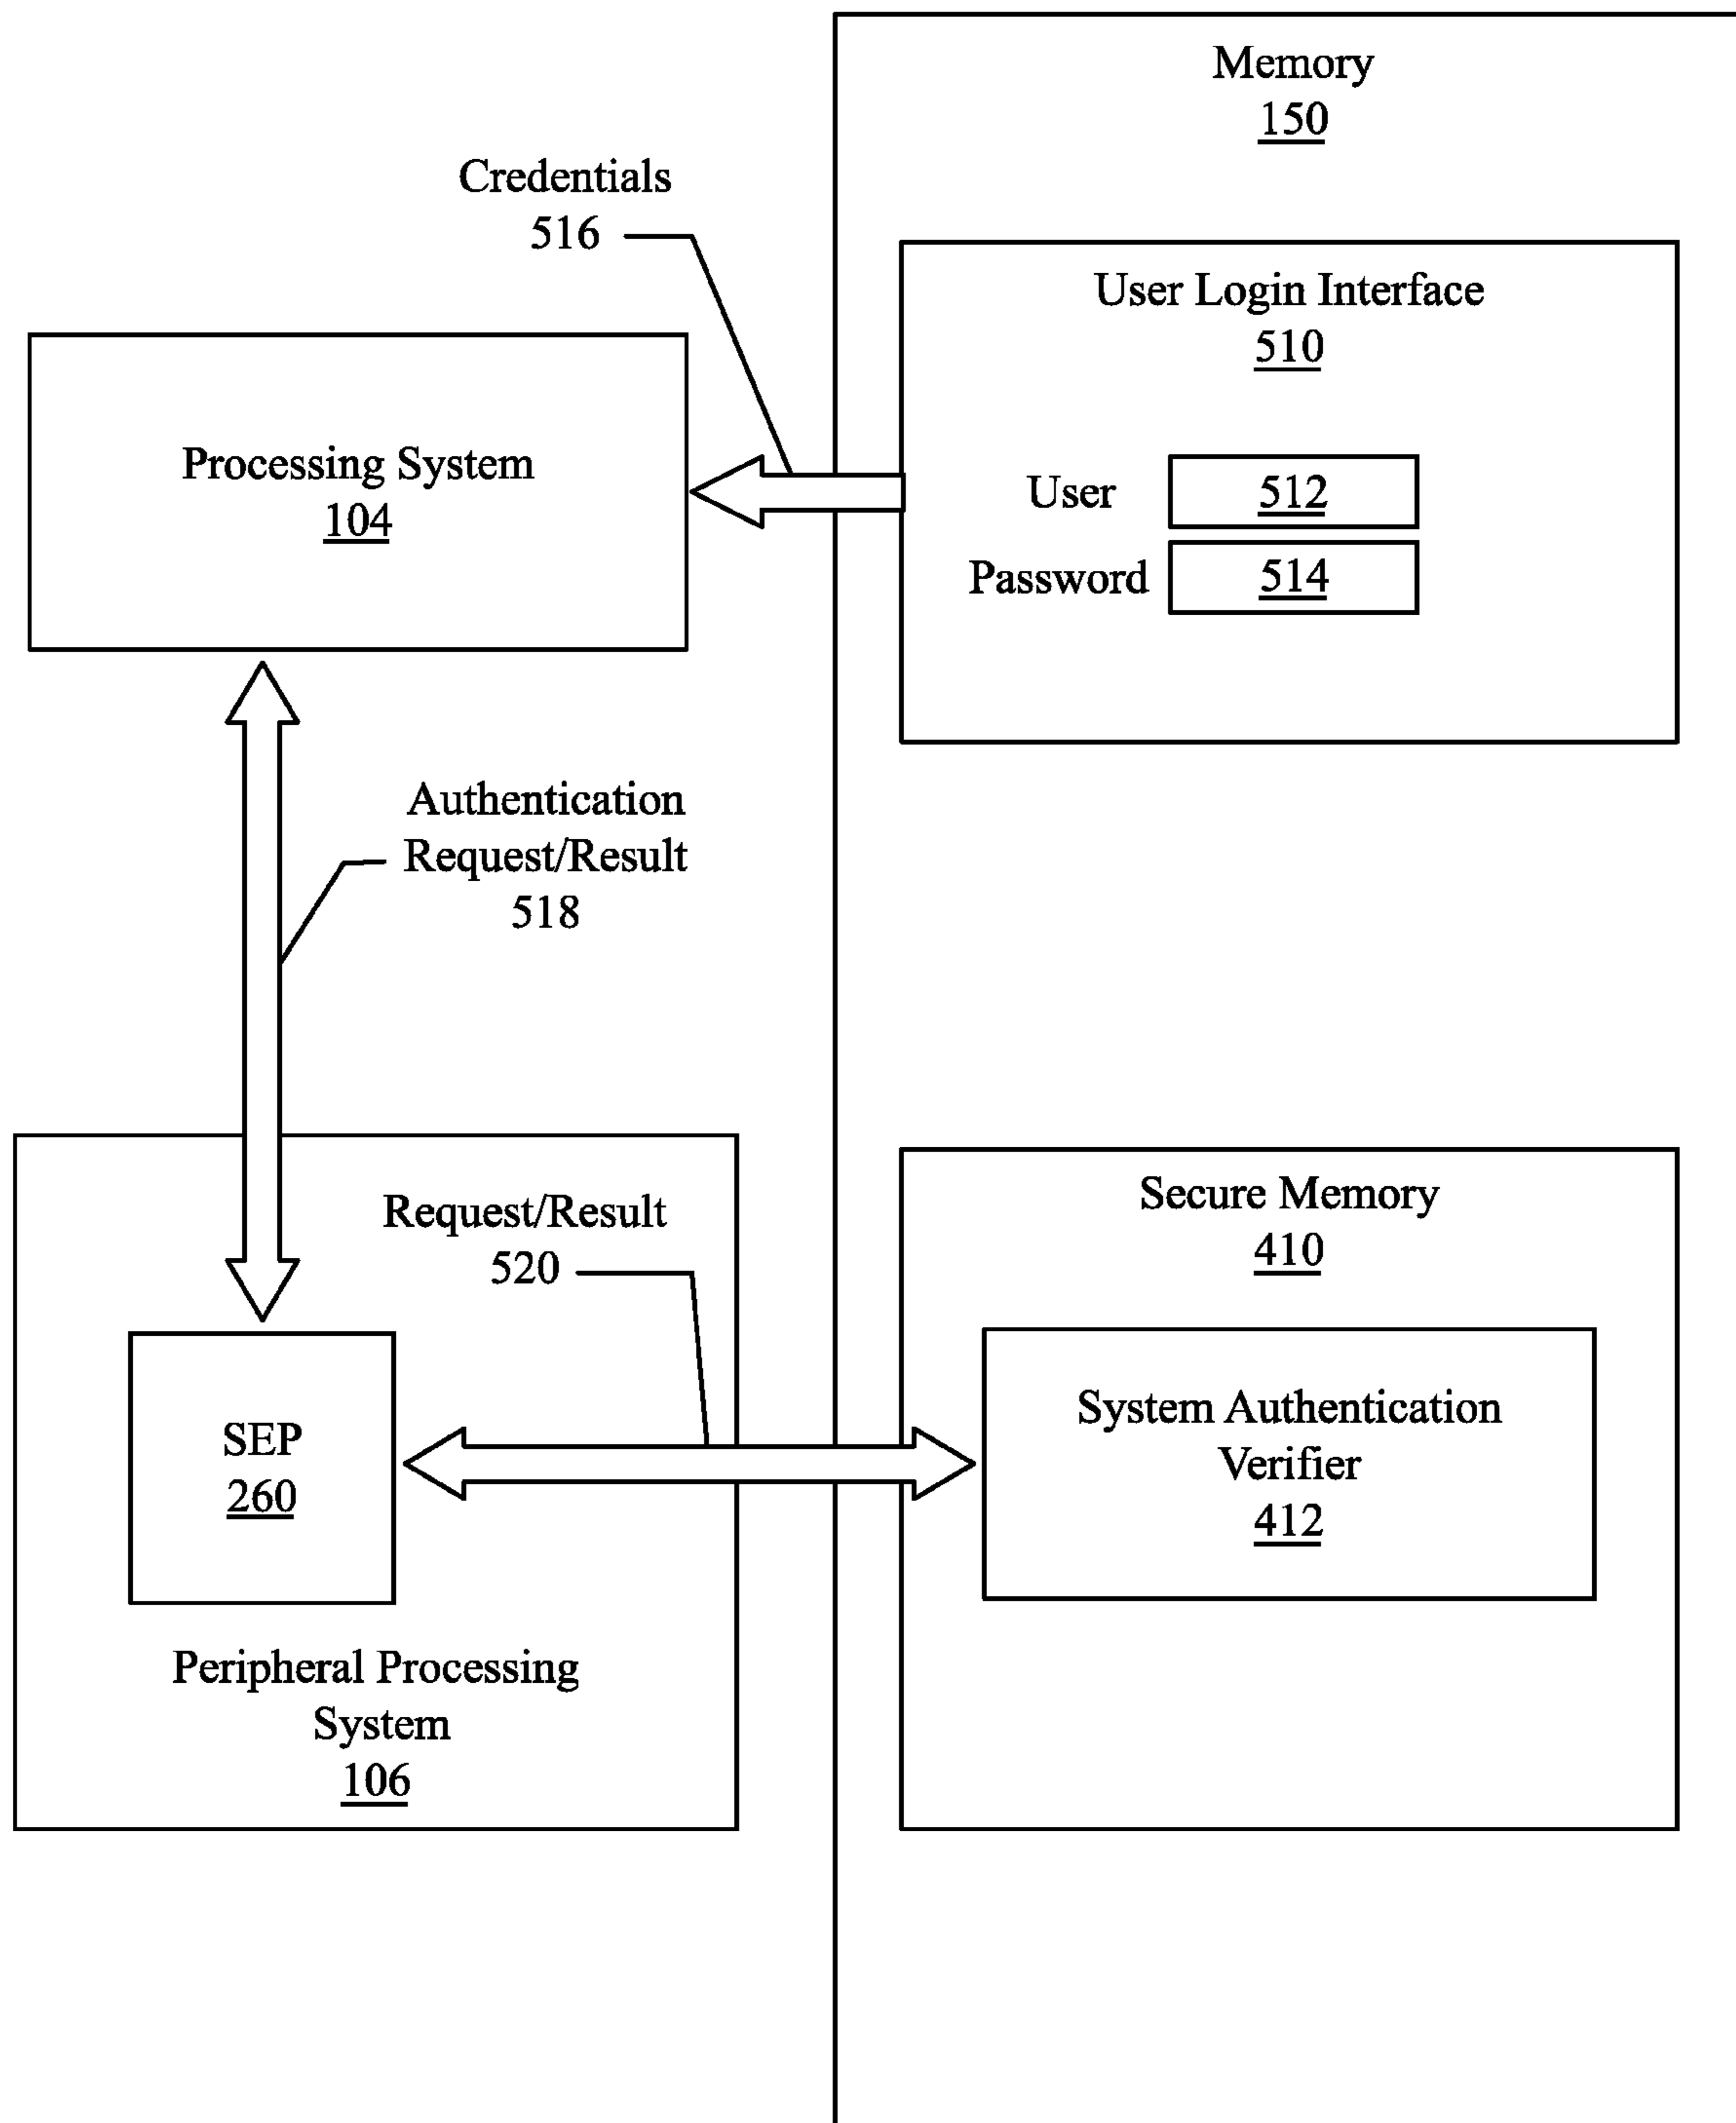 Memory
150
Credentials
516
User Login Interface
510
Processing System
104
User
512
Password
514
Authentication
Request/Result
518
Request/Result
520
Secure Memory
410
SEP
260
System Authentication
Verifier
412
Peripheral Processing
System
106